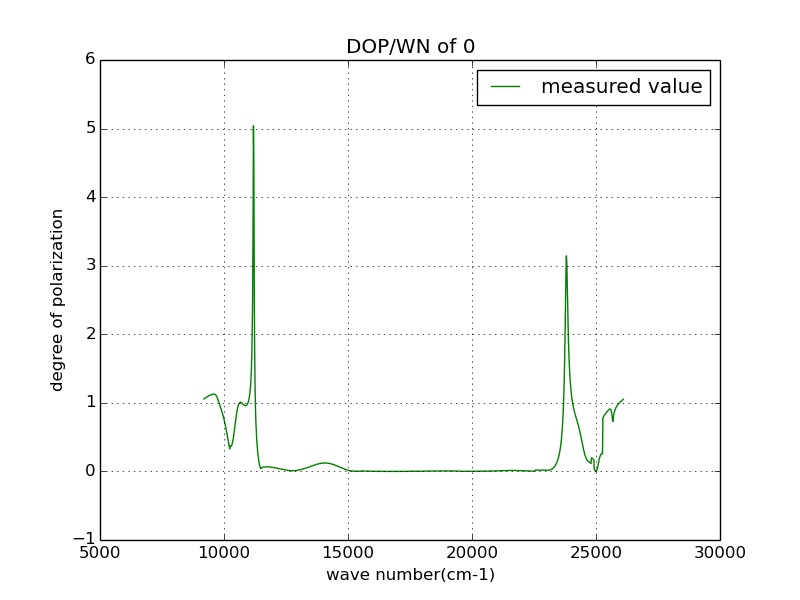 DOP/WN of 0
measured value
6
5
4
3
2
1
0
−1
degree of polarization
5000 10000 15000 20000 25000 30000
wave number(cm-1)